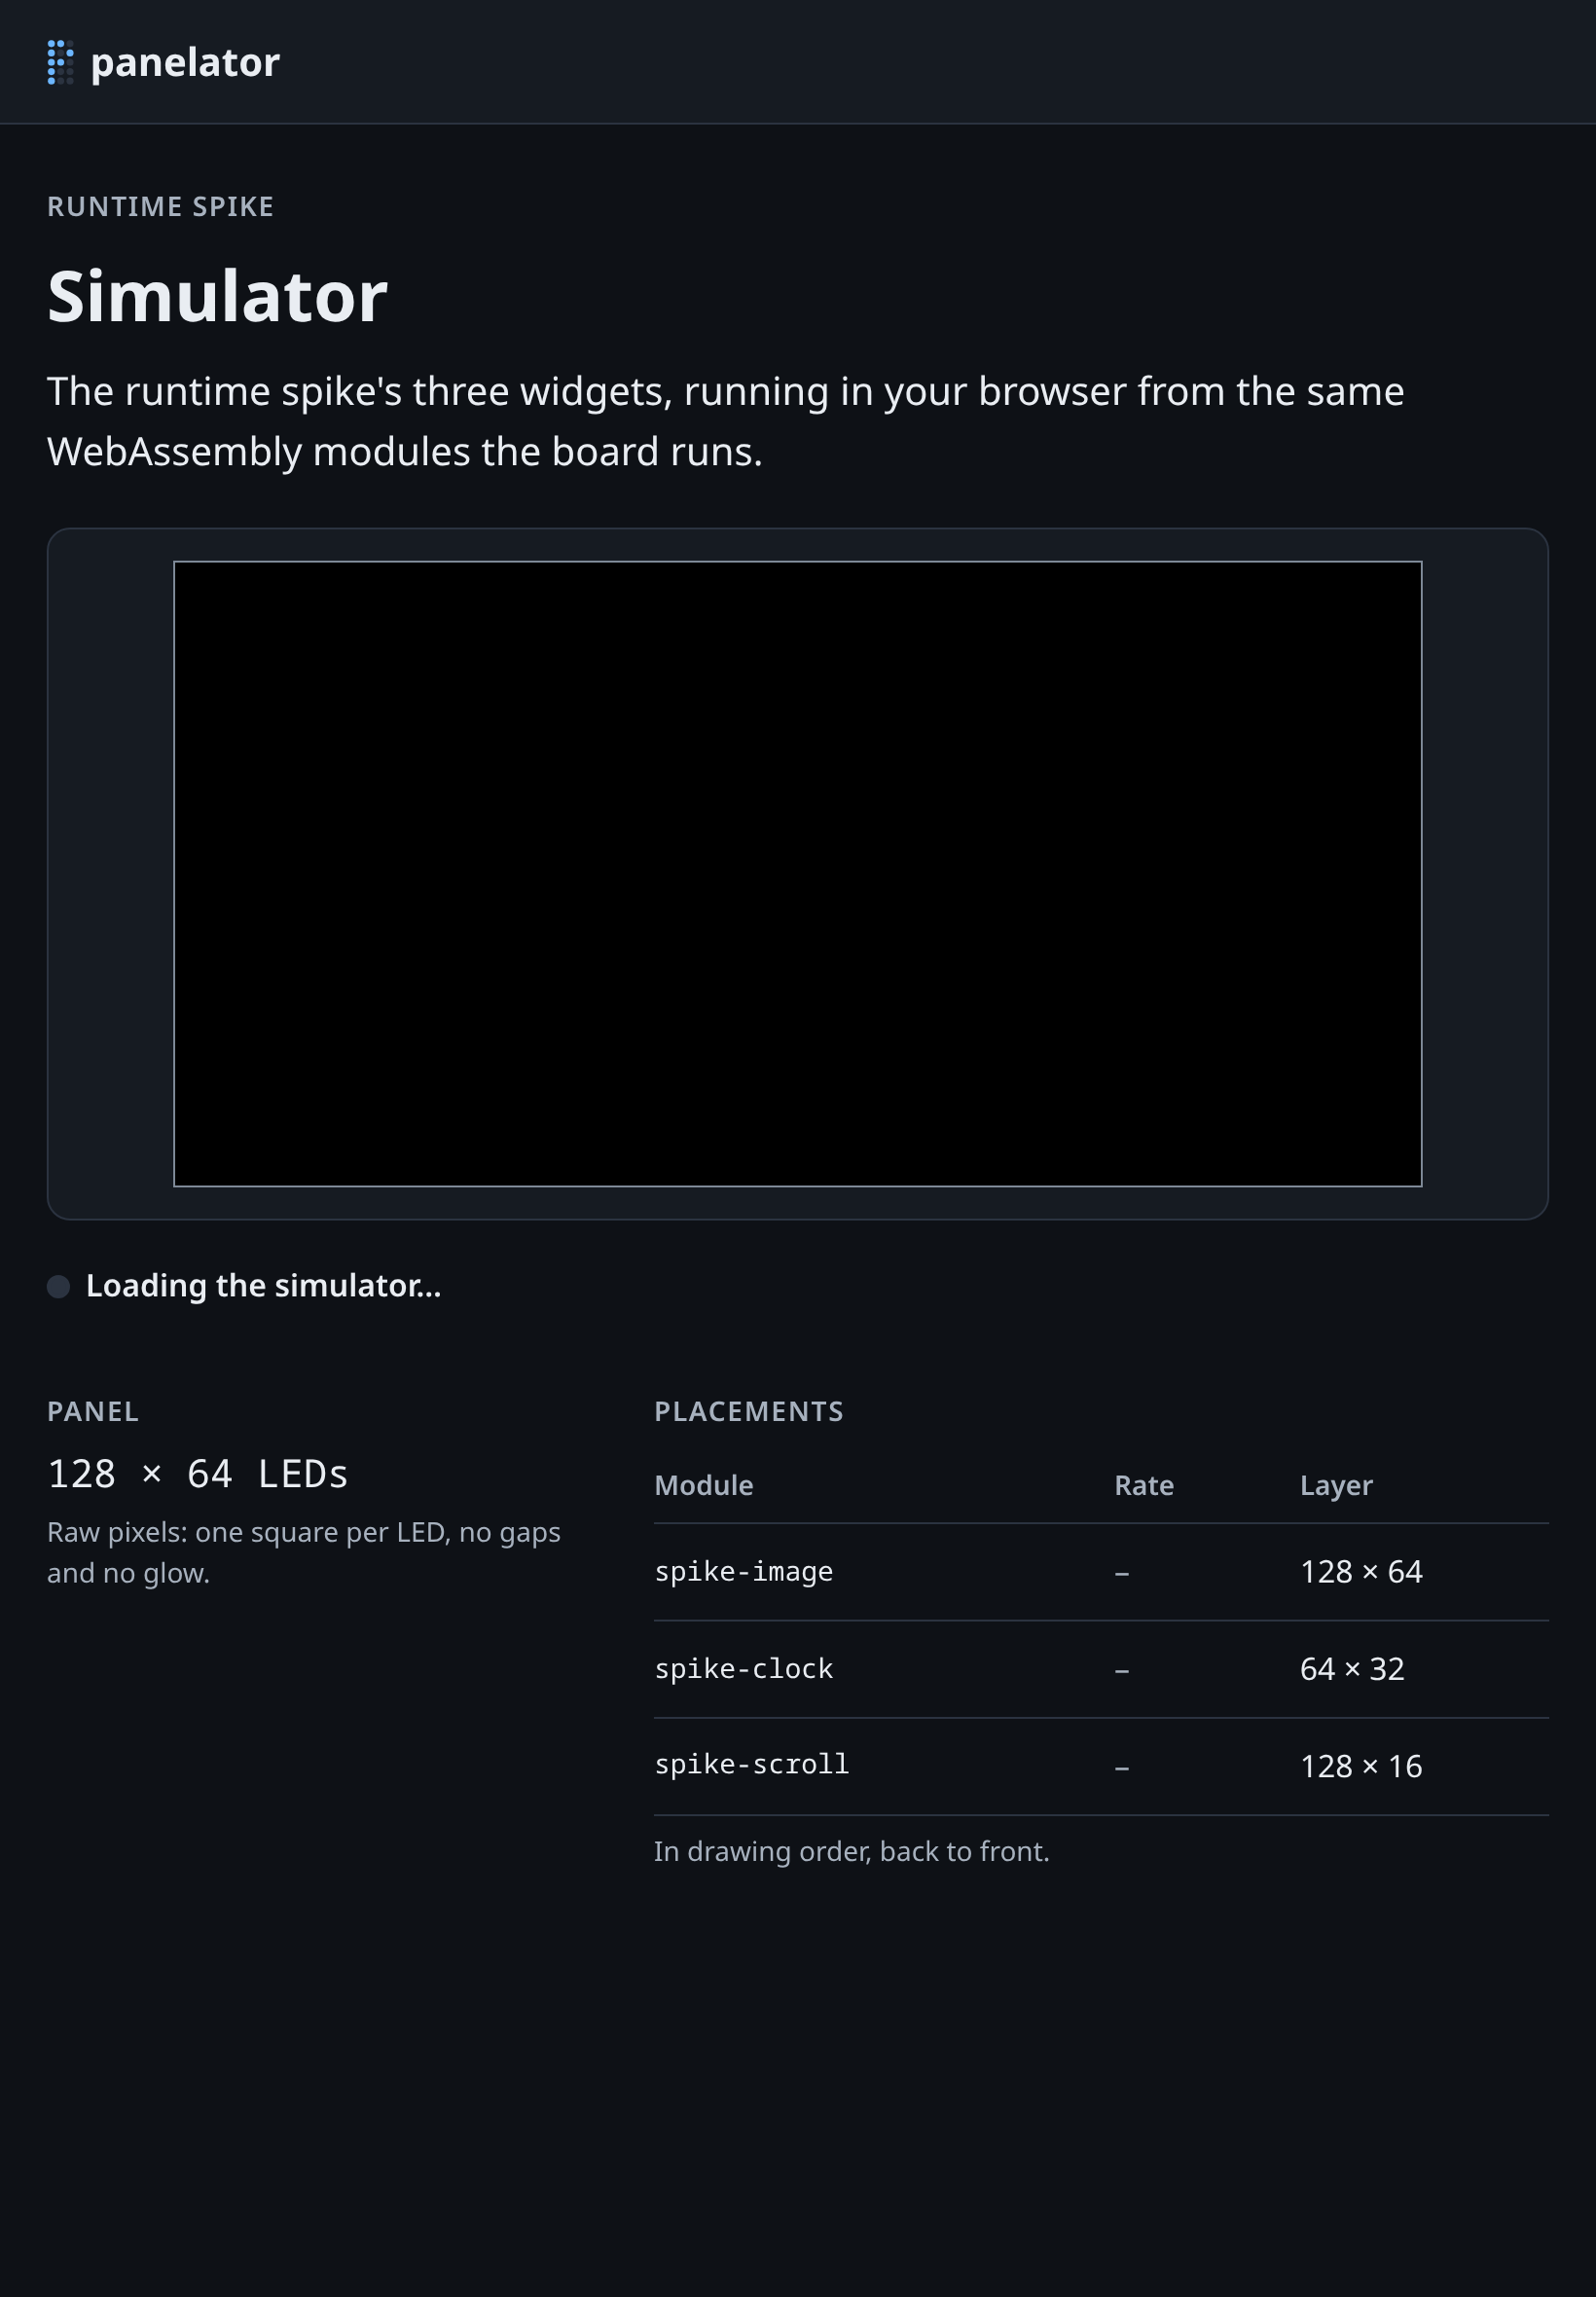 panelator
RUNTIME SPIKE
Simulator
The runtime spike's three widgets, running in your browser from the same
WebAssembly modules the board runs.
Loading the simulator...
PANEL
128 × 64 LEDs
Raw pixels: one square per LED, no gaps
and no glow.
PLACEMENTS
Module Rate Layer
spike-image – 128 × 64
spike-clock – 64 × 32
spike-scroll – 128 × 16
In drawing order, back to front.